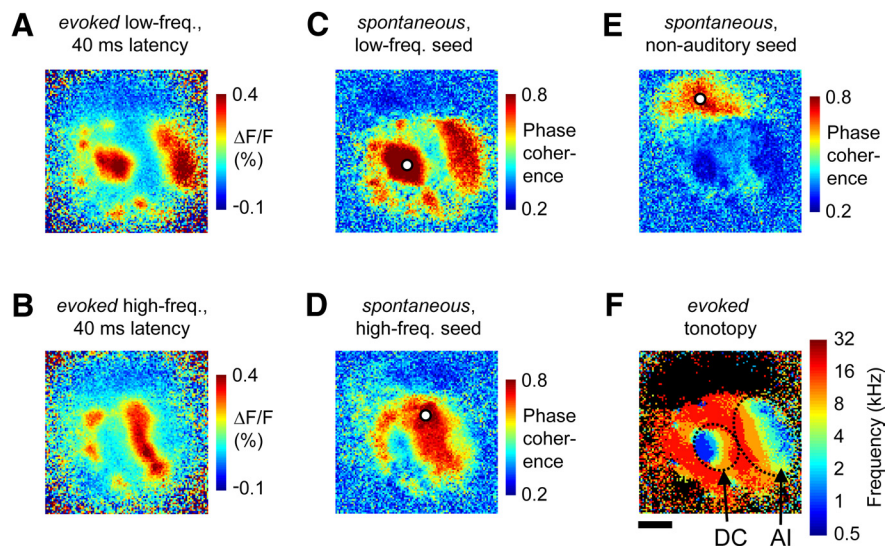 A
evoked low-freq.,
40 ms latency
0.4
ΔF/F
(%)
-0.1
C
spontaneous,
low-freq. seed
0.8
Phase
coher-
ence
0.2
E
spontaneous,
non-auditory seed
0.8
Phase
coher-
ence
0.2
B
evoked high-freq.,
40 ms latency
0.4
ΔF/F
(%)
-0.1
D
spontaneous,
high-freq. seed
0.8
Phase
coher-
ence
0.2
F
evoked
tonotopy
32
16
8
4
2
1
0.5
Frequency (kHz)
DC
AI